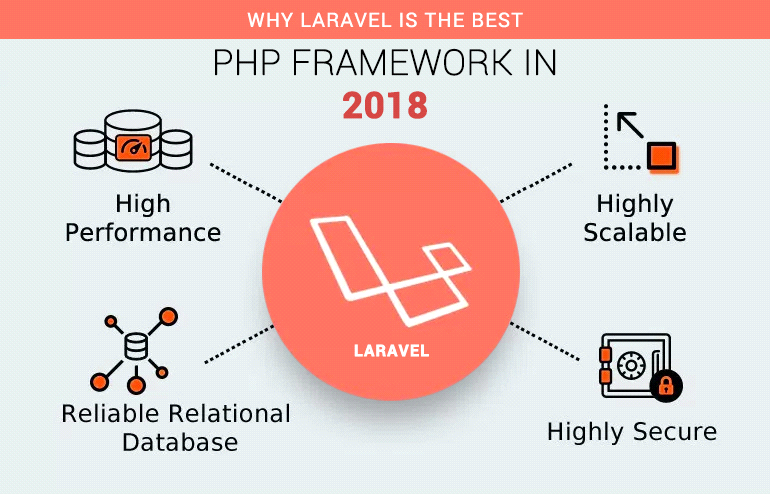 WHY LARAVEL IS THE BEST
PHP FRAMEWORK IN
2018
High
Performance
Highly
Scalable
LARAVEL
Reliable Relational
Database
Highly Secure